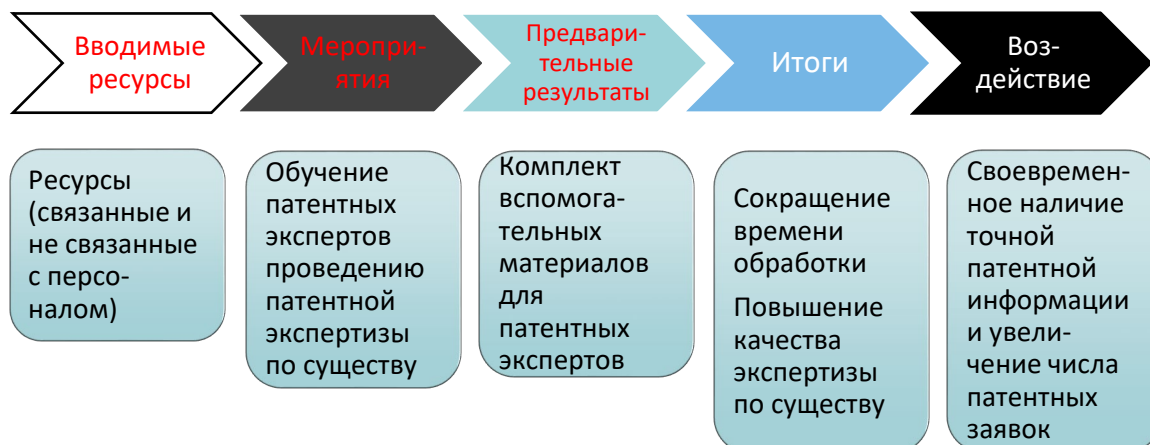 Вводимые
ресурсы
Меропри-
ятия
Предвари-
тельные
результаты
Итоги
Воз-
действие
Ресурсы
(связанные и
не связанные
с персо-
налом)
Обучение
патентных
экспертов
проведению
патентной
экспертизы
по существу
Комплект
вспомога-
тельных
материалов
для
патентных
экспертов
Сокращение
времени
обработки
Повышение
качества
экспертизы
по существу
Своевремен-
ное наличие
точной
патентной
информации
и увели-
чение числа
патентных
заявок